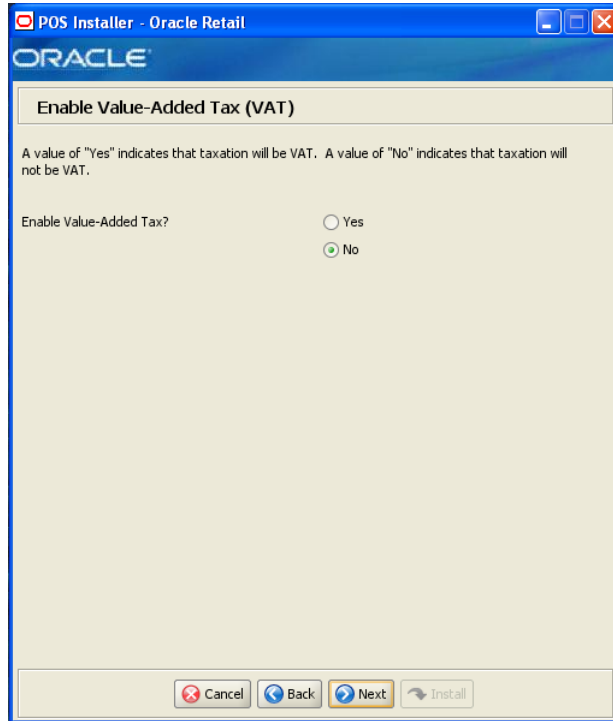 POS Installer - Oracle Retail
ORACLE
Enable Value-Added Tax (VAT)
A value of "Yes" indicates that taxation will be VAT. A value of "No" indicates that taxation will
not be VAT.
Enable Value-Added Tax? Yes
No
Cancel Back Next Install